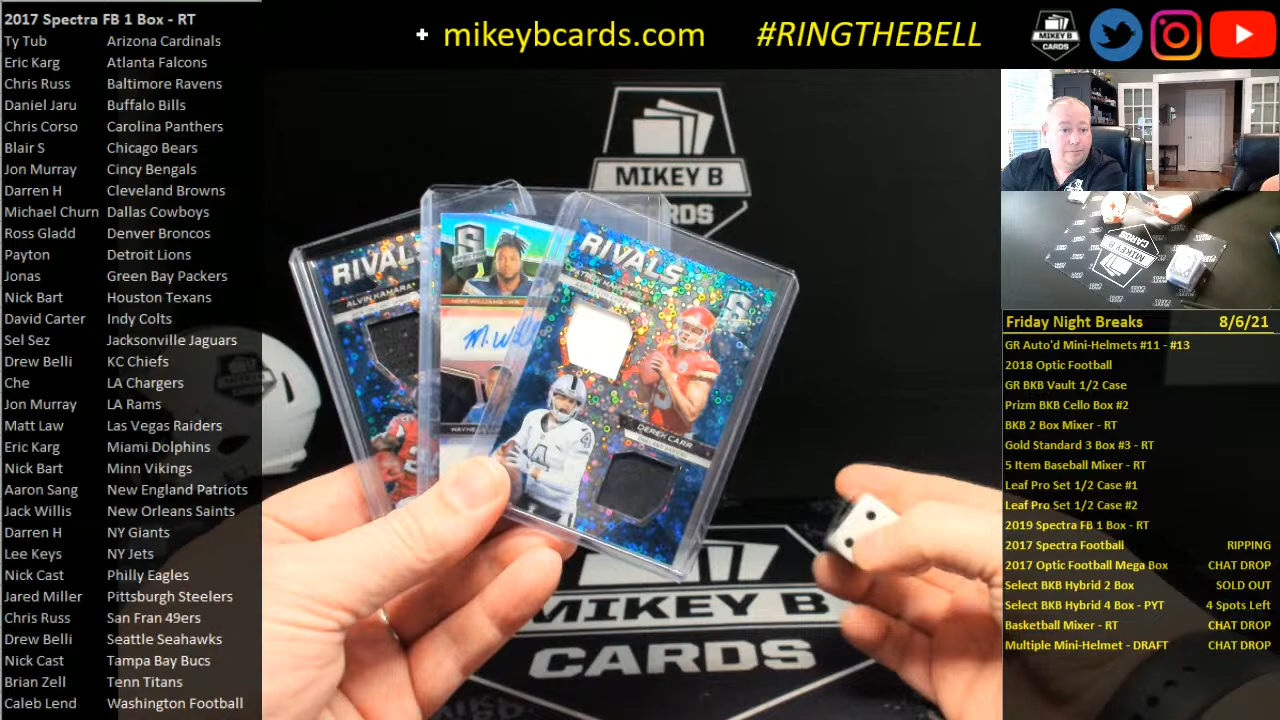 2017 Spectra FB 1 Box - RT
Ty Tub Arizona Cardinals
Eric Karg Atlanta Falcons
Chris Russ Baltimore Ravens
Daniel Jaru Buffalo Bills
Chris Corso Carolina Panthers
Blair S Chicago Bears
Jon Murray Cincy Bengals
Darren H Cleveland Browns
Michael Churn Dallas Cowboys
Ross Gladd Denver Broncos
Payton Detroit Lions
Jonas Green Bay Packers
Nick Bart Houston Texans
David Carter Indy Colts
Sel Sez Jacksonville Jaguars
Drew Belli KC Chiefs
Che LA Chargers
Jon Murray LA Rams
Matt Law Las Vegas Raiders
Eric Karg Miami Dolphins
Nick Bart Minn Vikings
Aaron Sang New England Patriots
Jack Willis New Orleans Saints
Darren H NY Giants
Lee Keys NY Jets
Nick Cast Philly Eagles
Jared Miller Pittsburgh Steelers
Chris Russ San Fran 49ers
Drew Belli Seattle Seahawks
Nick Cast Tampa Bay Bucs
Brian Zell Tenn Titans
Caleb Lend Washington Football
+ mikeybcards.com #RINGTHEBELL
MIKEY B
CARDS
MIKEY B
RDS
RIVALS
ALVIN KAMARA
S
MIKE WILLIAMS - WR
RIVALS
S
DEREK CARR
MIKEY B
CARDS
MIKEY B
CARDS
Friday Night Breaks 8/6/21
GR Auto'd Mini-Helmets #11 - #13
2018 Optic Football
GR BKB Vault 1/2 Case
Prizm BKB Cello Box #2
BKB 2 Box Mixer - RT
Gold Standard 3 Box #3 - RT
5 Item Baseball Mixer - RT
Leaf Pro Set 1/2 Case #1
Leaf Pro Set 1/2 Case #2
2019 Spectra FB 1 Box - RT
2017 Spectra Football RIPPING
2017 Optic Football Mega Box CHAT DROP
Select BKB Hybrid 2 Box SOLD OUT
Select BKB Hybrid 4 Box - PYT 4 Spots Left
Basketball Mixer - RT CHAT DROP
Multiple Mini-Helmet - DRAFT CHAT DROP